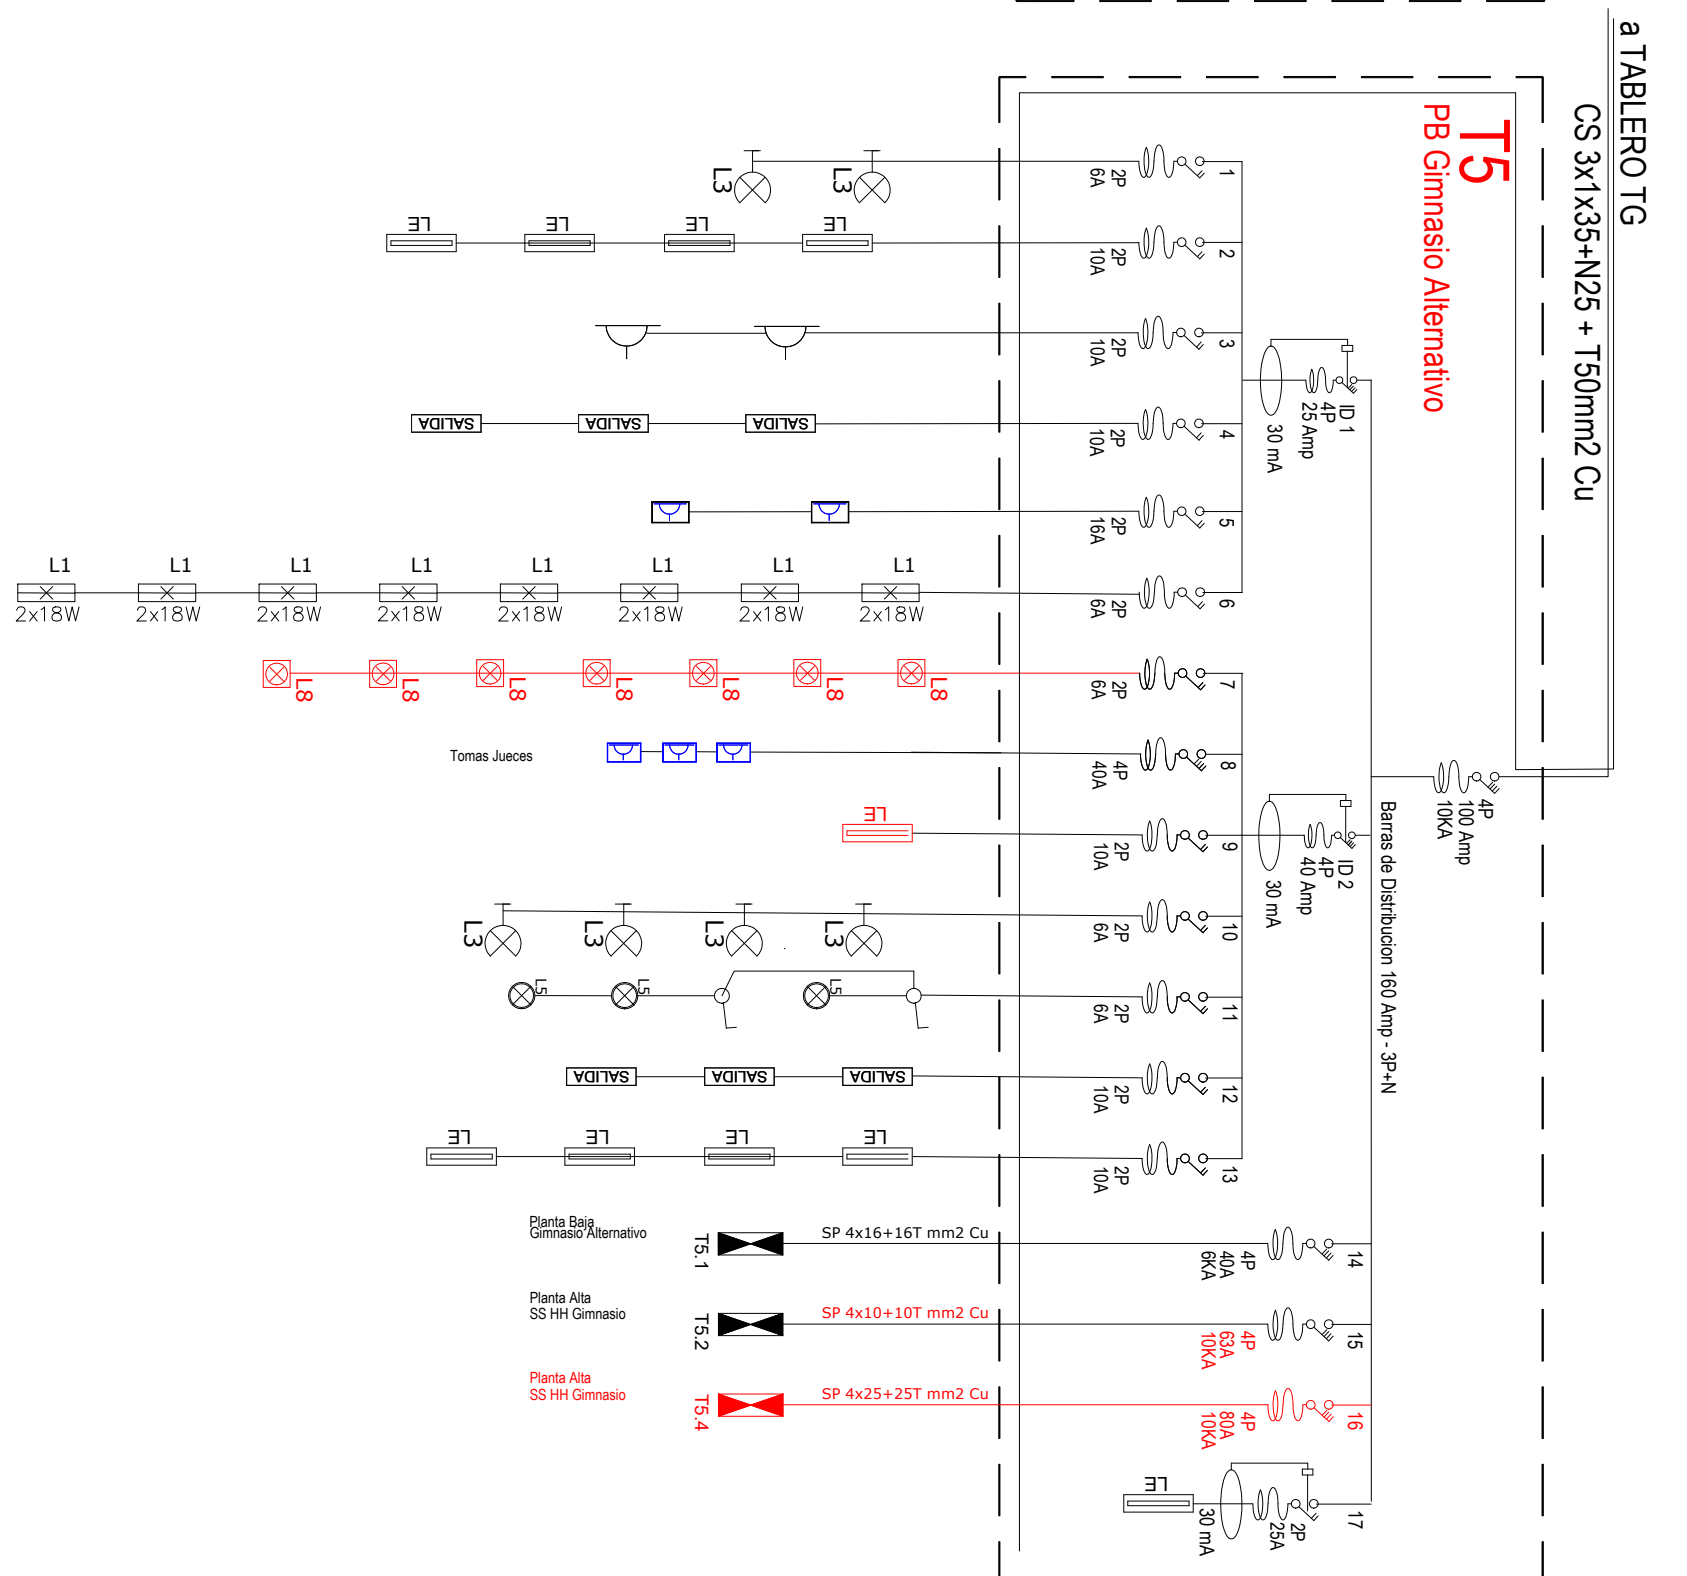 a TABLERO TG
CS 3x1x35+N25 + T50mm2 Cu
T5
PB Gimnasio Alternativo
4P
100 Amp
10KA
Barras de Distribucion 160 Amp - 3P+N
ID 1
4P
25 Amp
30 mA
ID 2
4P
40 Amp
30 mA
1
2P
6A
L3
L3
2
2P
10A
LE
LE
LE
LE
3
2P
10A
4
2P
10A
SALIDA
SALIDA
SALIDA
5
2P
16A
6
2P
6A
L1
L1
L1
L1
L1
L1
L1
L1
2x18W
2x18W
2x18W
2x18W
2x18W
2x18W
2x18W
2x18W
7
2P
6A
L8
L8
L8
L8
L8
L8
L8
8
4P
40A
Tomas Jueces
9
2P
10A
LE
10
2P
6A
L3
L3
L3
L3
11
2P
6A
L5
L5
L5
12
2P
10A
SALIDA
SALIDA
SALIDA
13
2P
10A
LE
LE
LE
LE
14
4P
40A
6KA
SP 4x16+16T mm2 Cu
T5.1
Planta Baja
Gimnasio Alternativo
15
4P
63A
10KA
SP 4x10+10T mm2 Cu
T5.2
Planta Alta
SS HH Gimnasio
16
4P
80A
10KA
SP 4x25+25T mm2 Cu
T5.4
Planta Alta
SS HH Gimnasio
17
2P
25A
30 mA
LE